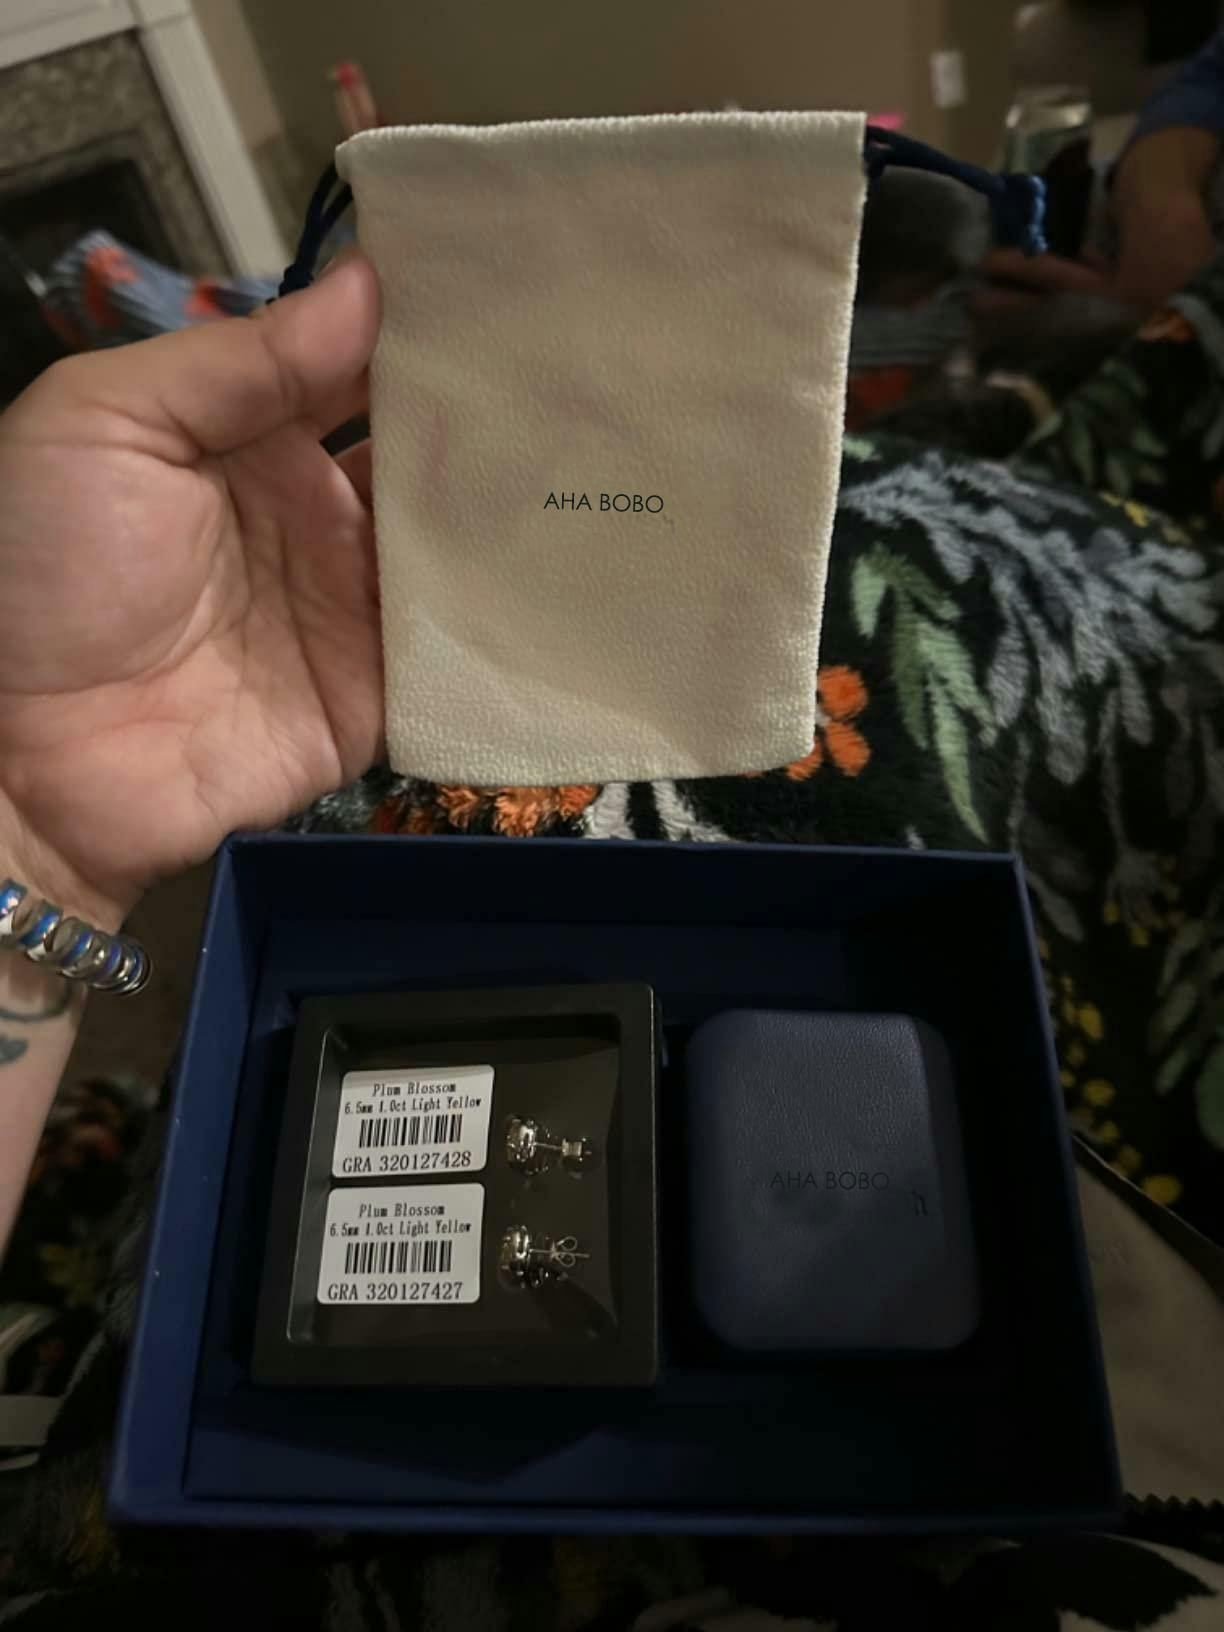 AHA BOBO
Plum Blossom
6.5mm 1.0ct Light Yellow
GRA 320127428
Plum Blossom
6.5mm 1.0ct Light Yellow
GRA 320127427
AHA BOBO